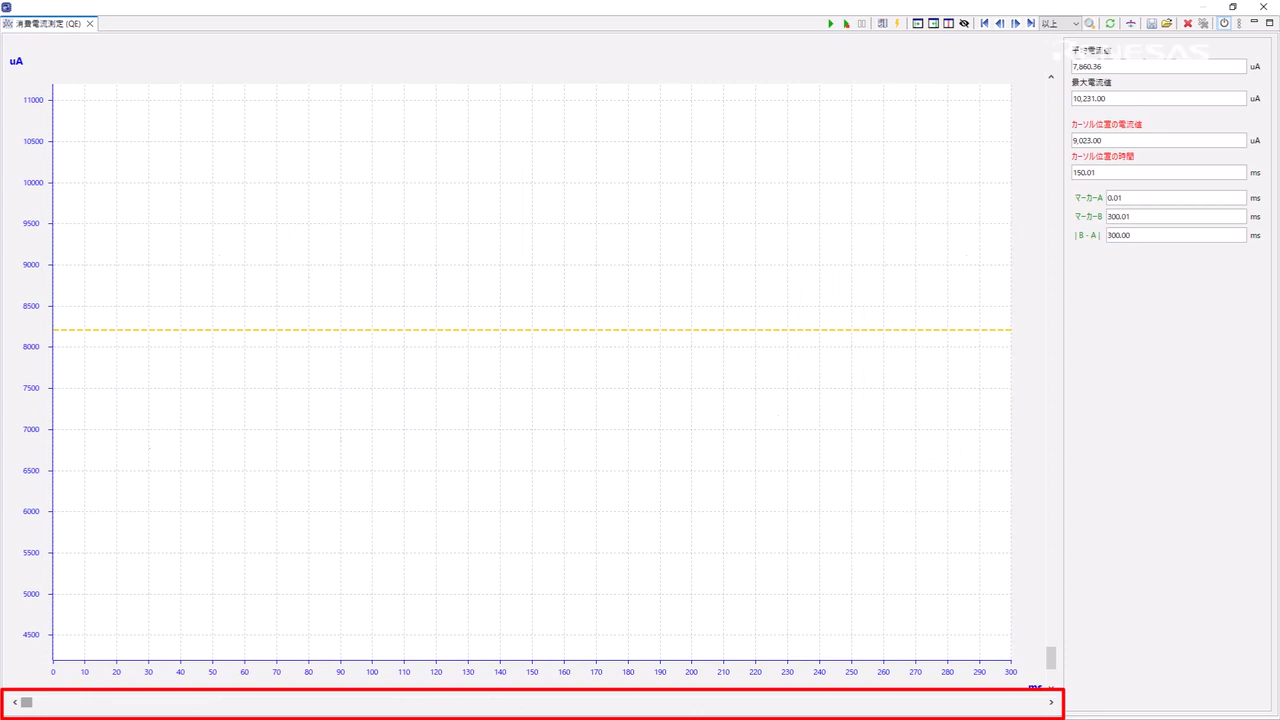 消費電流測定 (QE)
以上
RENESAS
uA
11000
10500
10000
9500
9000
8500
8000
7500
7000
6500
6000
5500
5000
4500
0 10 20 30 40 50 60 70 80 90 100 110 120 130 140 150 160 170 180 190 200 210 220 230 240 250 260 270 280 290 300
ms
平均電流値
7,860.36 uA
最大電流値
10,231.00 uA
カーソル位置の電流値
9,023.00 uA
カーソル位置の時間
150.01 ms
マーカーA 0.01 ms
マーカーB 300.01 ms
| B - A | 300.00 ms